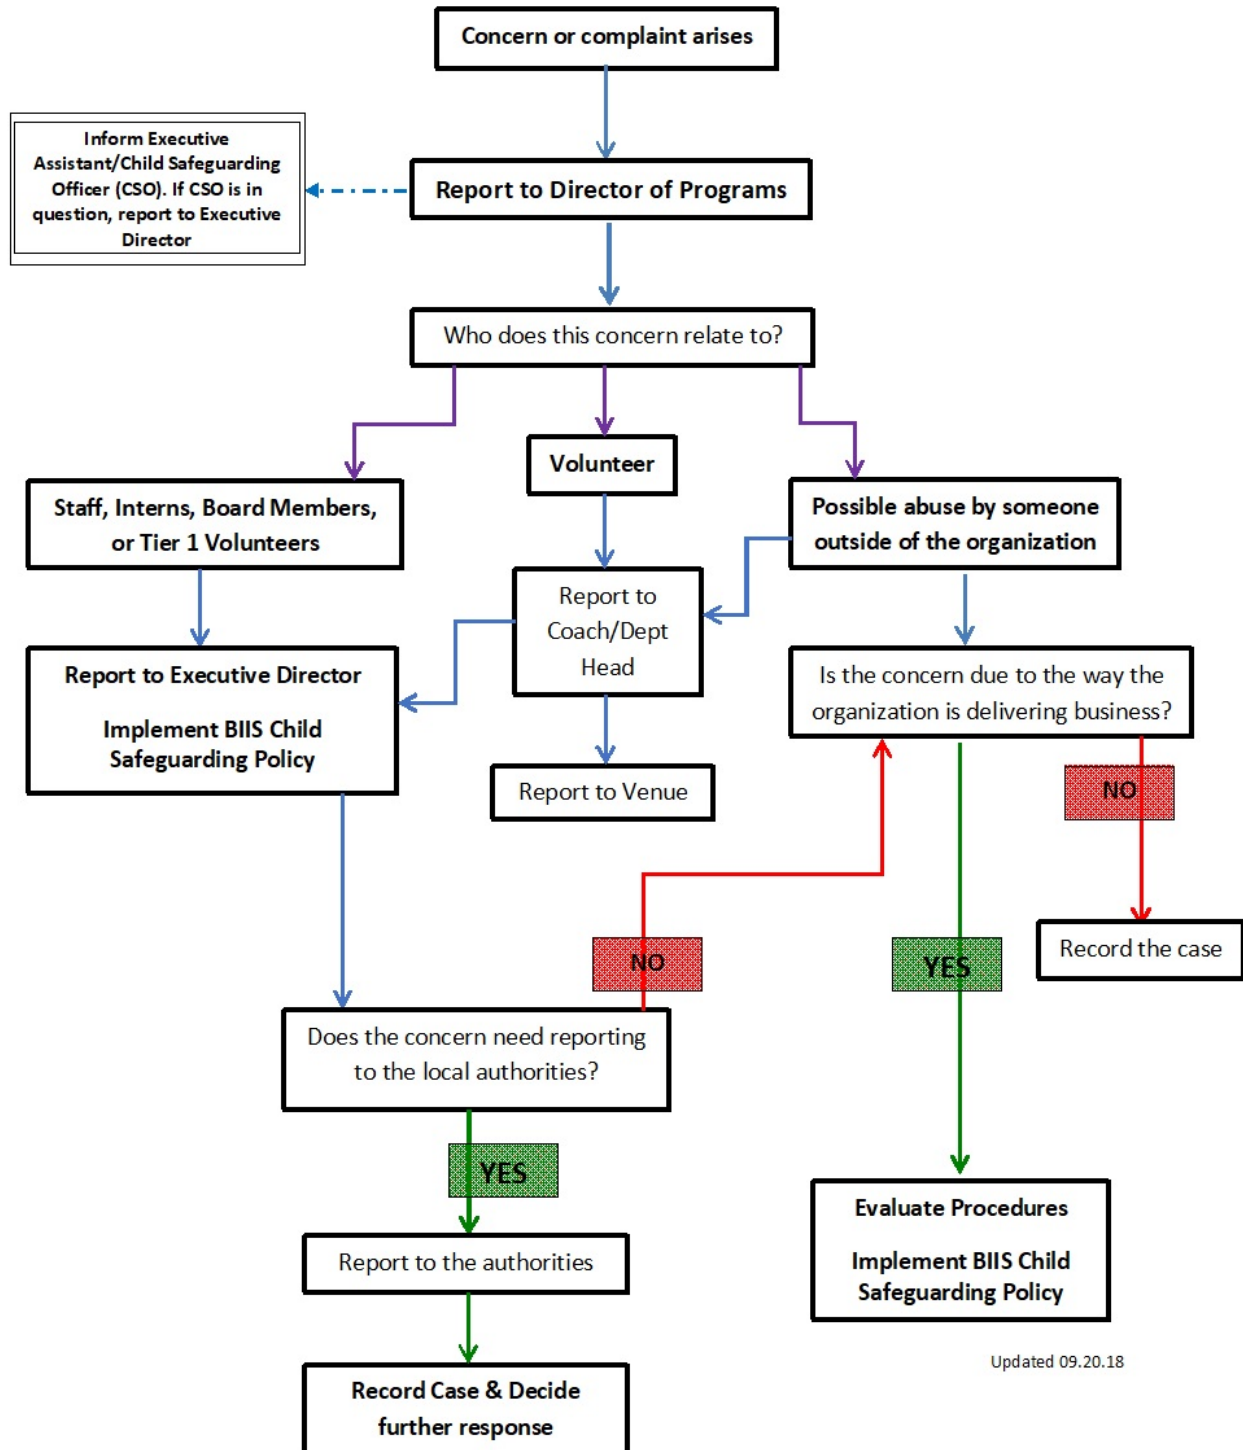 Concern or complaint arises
Inform Executive
Assistant/Child Safeguarding
Officer (CSO). If CSO is in
question, report to Executive
Director
Report to Director of Programs
Who does this concern relate to?
Volunteer
Staff, Interns, Board Members,
or Tier 1 Volunteers
Possible abuse by someone
outside of the organization
Report to
Coach/Dept
Head
Report to Executive Director
Implement BIIS Child
Safeguarding Policy
Is the concern due to the way the
organization is delivering business?
Report to Venue
NO
Record the case
NO
YES
Does the concern need reporting
to the local authorities?
YES
Evaluate Procedures
Implement BIIS Child
Safeguarding Policy
Report to the authorities
Updated 09.20.18
Record Case & Decide
further response